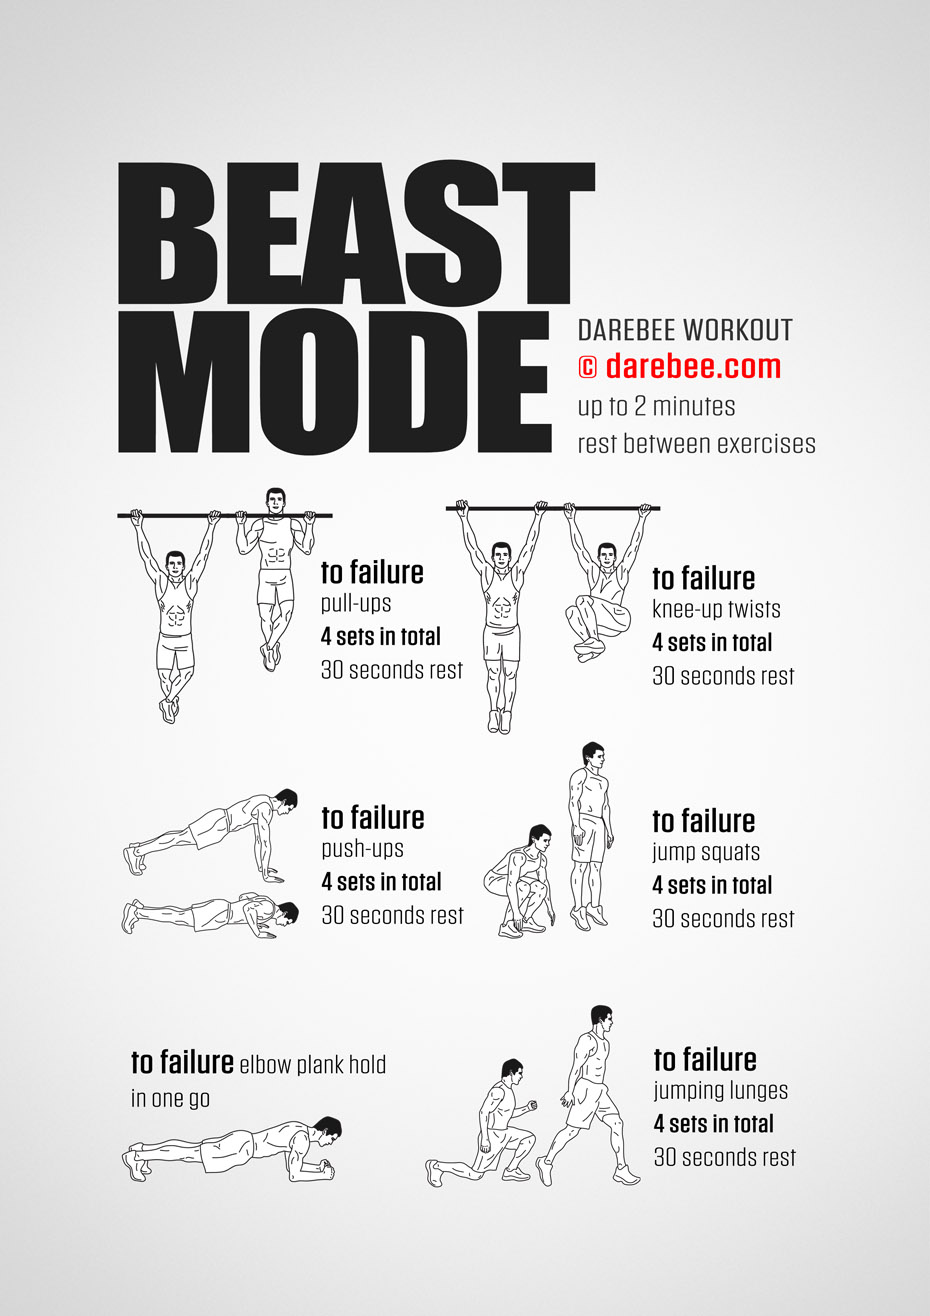 BEAST
MODE
DAREBEE WORKOUT
© darebee.com
up to 2 minutes
rest between exercises
to failure
pull-ups
4 sets in total
30 seconds rest
to failure
knee-up twists
4 sets in total
30 seconds rest
to failure
push-ups
4 sets in total
30 seconds rest
to failure
jump squats
4 sets in total
30 seconds rest
to failure elbow plank hold
in one go
to failure
jumping lunges
4 sets in total
30 seconds rest